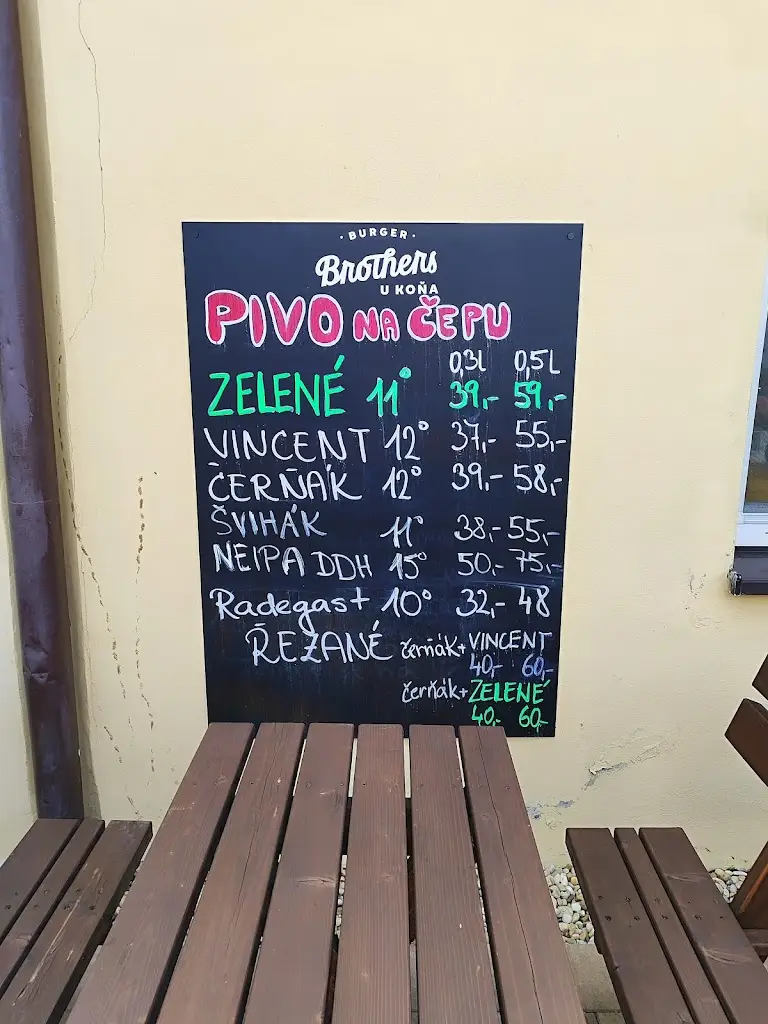 · BURGER ·
Brothers
U KOŇA
PIVO NA ČEPU
0,3L 0,5L
ZELENÉ 11° 39,- 59,-
VINCENT 12° 37,- 55,-
ČERŇÁK 12° 39,- 58,-
ŠVIHÁK 11° 38,- 55,-
NEIPA DDH 15° 50,- 75,-
Radegast 10° 32,- 48
ŘEZANÉ čerňák+VINCENT
40,- 60,-
čerňák+ZELENÉ
40,- 60,-